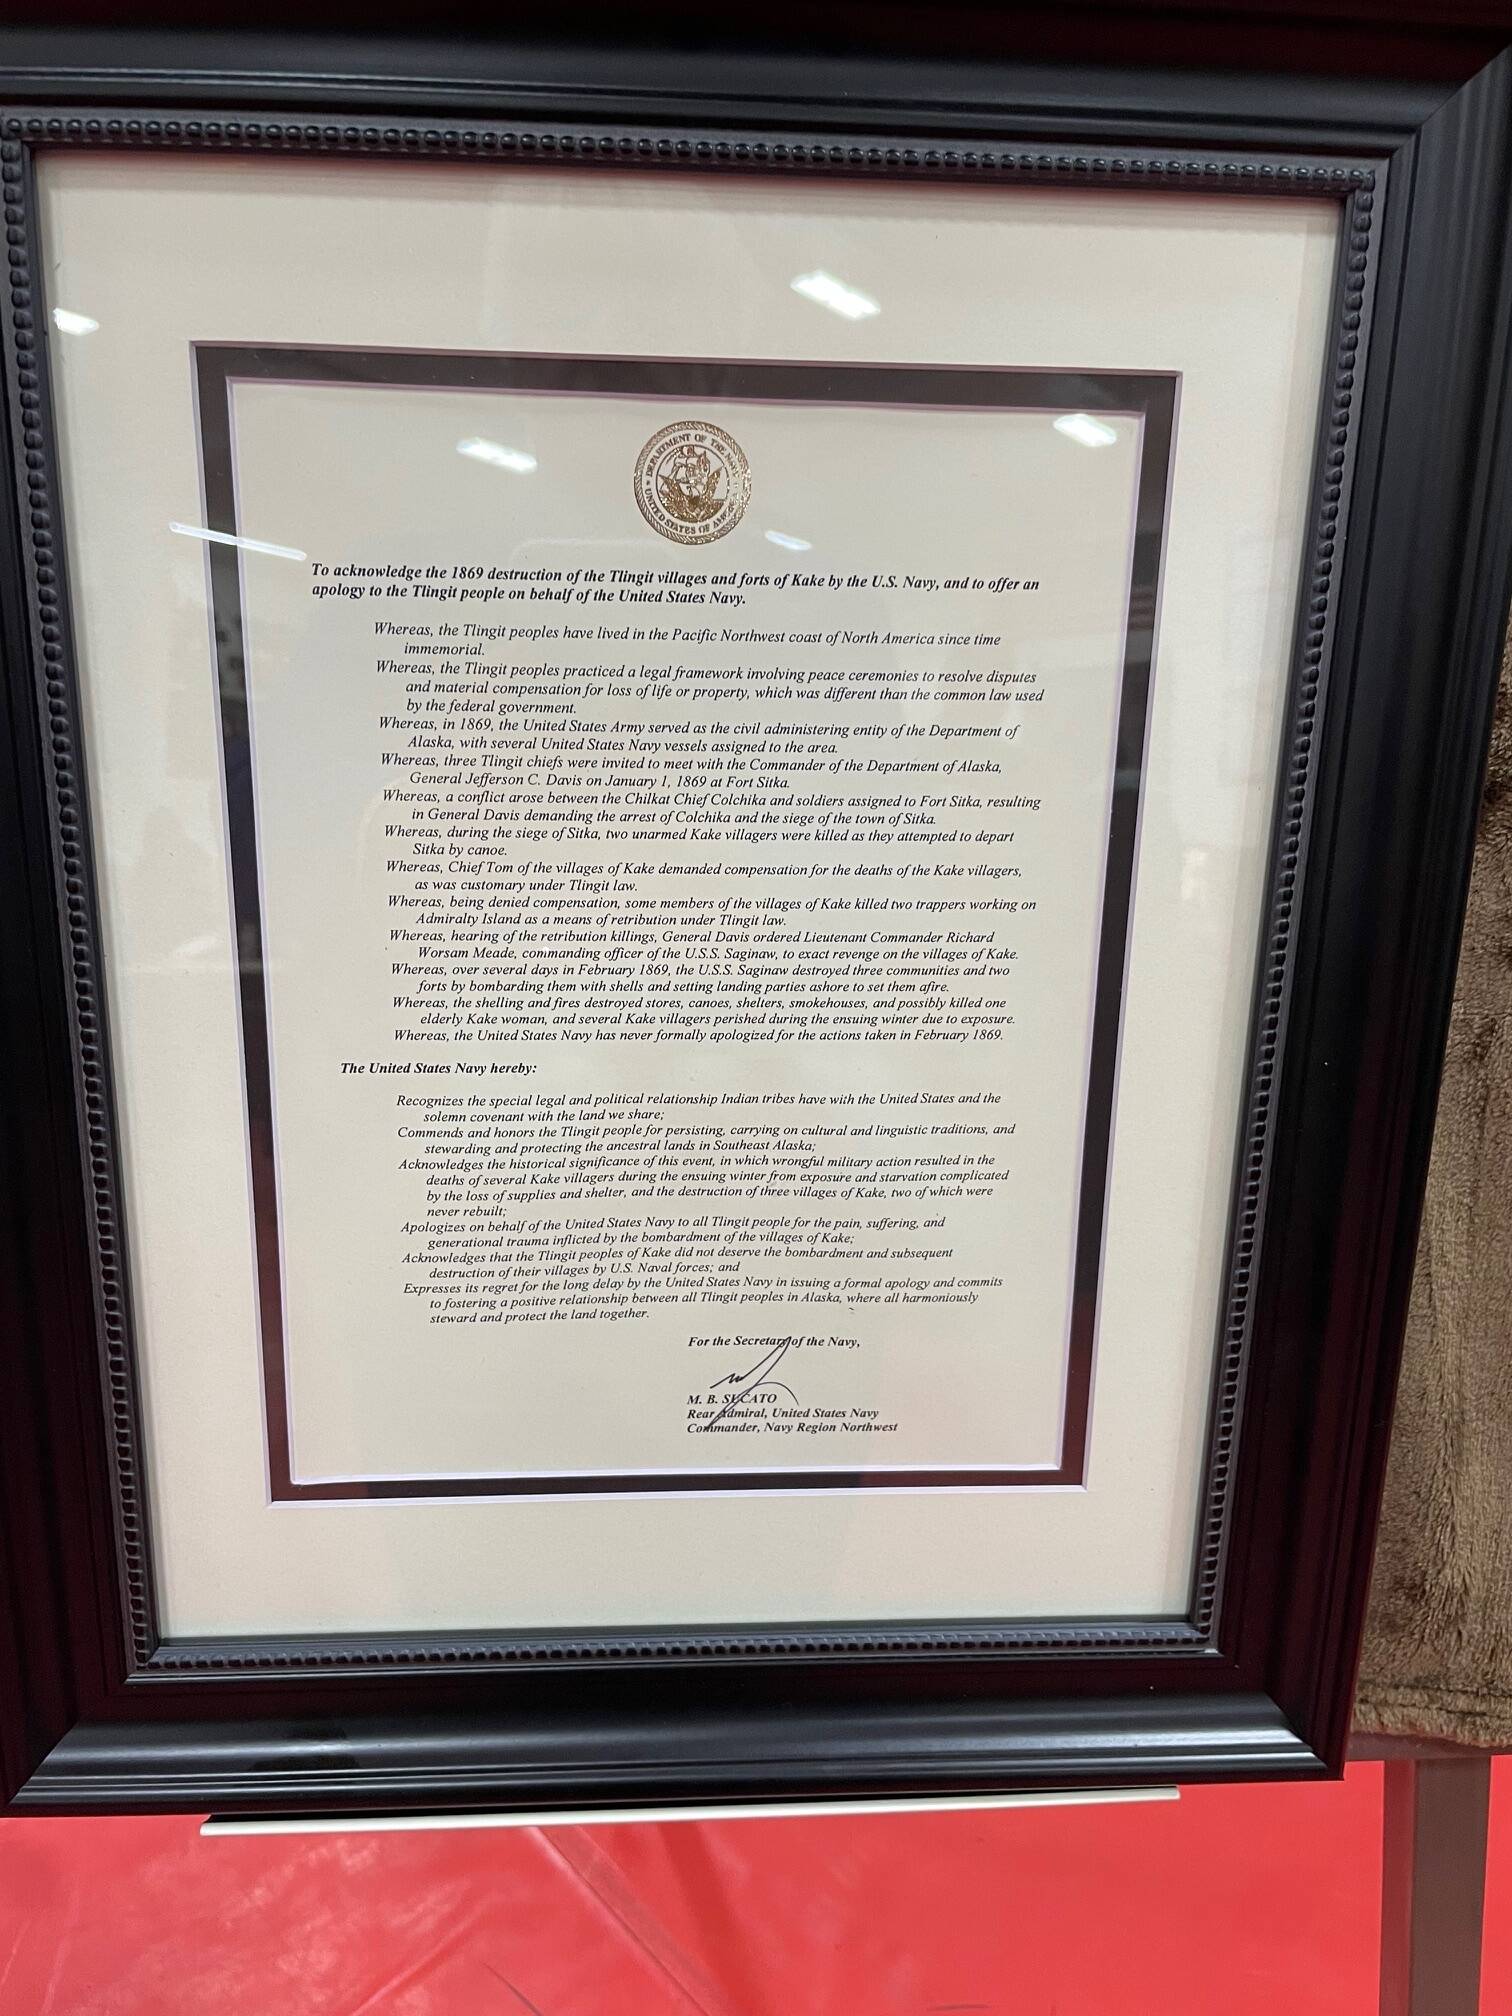 DEPARTMENT OF THE NAVY
UNITED STATES OF AMERICA
To acknowledge the 1869 destruction of the Tlingit villages and forts of Kake by the U.S. Navy, and to offer an
apology to the Tlingit people on behalf of the United States Navy.
Whereas, the Tlingit peoples have lived in the Pacific Northwest coast of North America since time
immemorial.
Whereas, the Tlingit peoples practiced a legal framework involving peace ceremonies to resolve disputes
and material compensation for loss of life or property, which was different than the common law used
by the federal government.
Whereas, in 1869, the United States Army served as the civil administering entity of the Department of
Alaska, with several United States Navy vessels assigned to the area.
Whereas, three Tlingit chiefs were invited to meet with the Commander of the Department of Alaska,
General Jefferson C. Davis on January 1, 1869 at Fort Sitka.
Whereas, a conflict arose between the Chilkat Chief Colchika and soldiers assigned to Fort Sitka, resulting
in General Davis demanding the arrest of Colchika and the siege of the town of Sitka.
Whereas, during the siege of Sitka, two unarmed Kake villagers were killed as they attempted to depart
Sitka by canoe.
Whereas, Chief Tom of the villages of Kake demanded compensation for the deaths of the Kake villagers,
as was customary under Tlingit law.
Whereas, being denied compensation, some members of the villages of Kake killed two trappers working on
Admiralty Island as a means of retribution under Tlingit law.
Whereas, hearing of the retribution killings, General Davis ordered Lieutenant Commander Richard
Worsam Meade, commanding officer of the U.S.S. Saginaw, to exact revenge on the villages of Kake.
Whereas, over several days in February 1869, the U.S.S. Saginaw destroyed three communities and two
forts by bombarding them with shells and setting landing parties ashore to set them afire.
Whereas, the shelling and fires destroyed stores, canoes, shelters, smokehouses, and possibly killed one
elderly Kake woman, and several Kake villagers perished during the ensuing winter due to exposure.
Whereas, the United States Navy has never formally apologized for the actions taken in February 1869.
The United States Navy hereby:
Recognizes the special legal and political relationship Indian tribes have with the United States and the
solemn covenant with the land we share;
Commends and honors the Tlingit people for persisting, carrying on cultural and linguistic traditions, and
stewarding and protecting the ancestral lands in Southeast Alaska;
Acknowledges the historical significance of this event, in which wrongful military action resulted in the
deaths of several Kake villagers during the ensuing winter from exposure and starvation complicated
by the loss of supplies and shelter, and the destruction of three villages of Kake, two of which were
never rebuilt;
Apologizes on behalf of the United States Navy to all Tlingit people for the pain, suffering, and
generational trauma inflicted by the bombardment of the villages of Kake;
Acknowledges that the Tlingit peoples of Kake did not deserve the bombardment and subsequent
destruction of their villages by U.S. Naval forces; and
Expresses its regret for the long delay by the United States Navy in issuing a formal apology and commits
to fostering a positive relationship between all Tlingit peoples in Alaska, where all harmoniously
steward and protect the land together.
For the Secretary of the Navy,
M. B. SUCATO
Rear Admiral, United States Navy
Commander, Navy Region Northwest